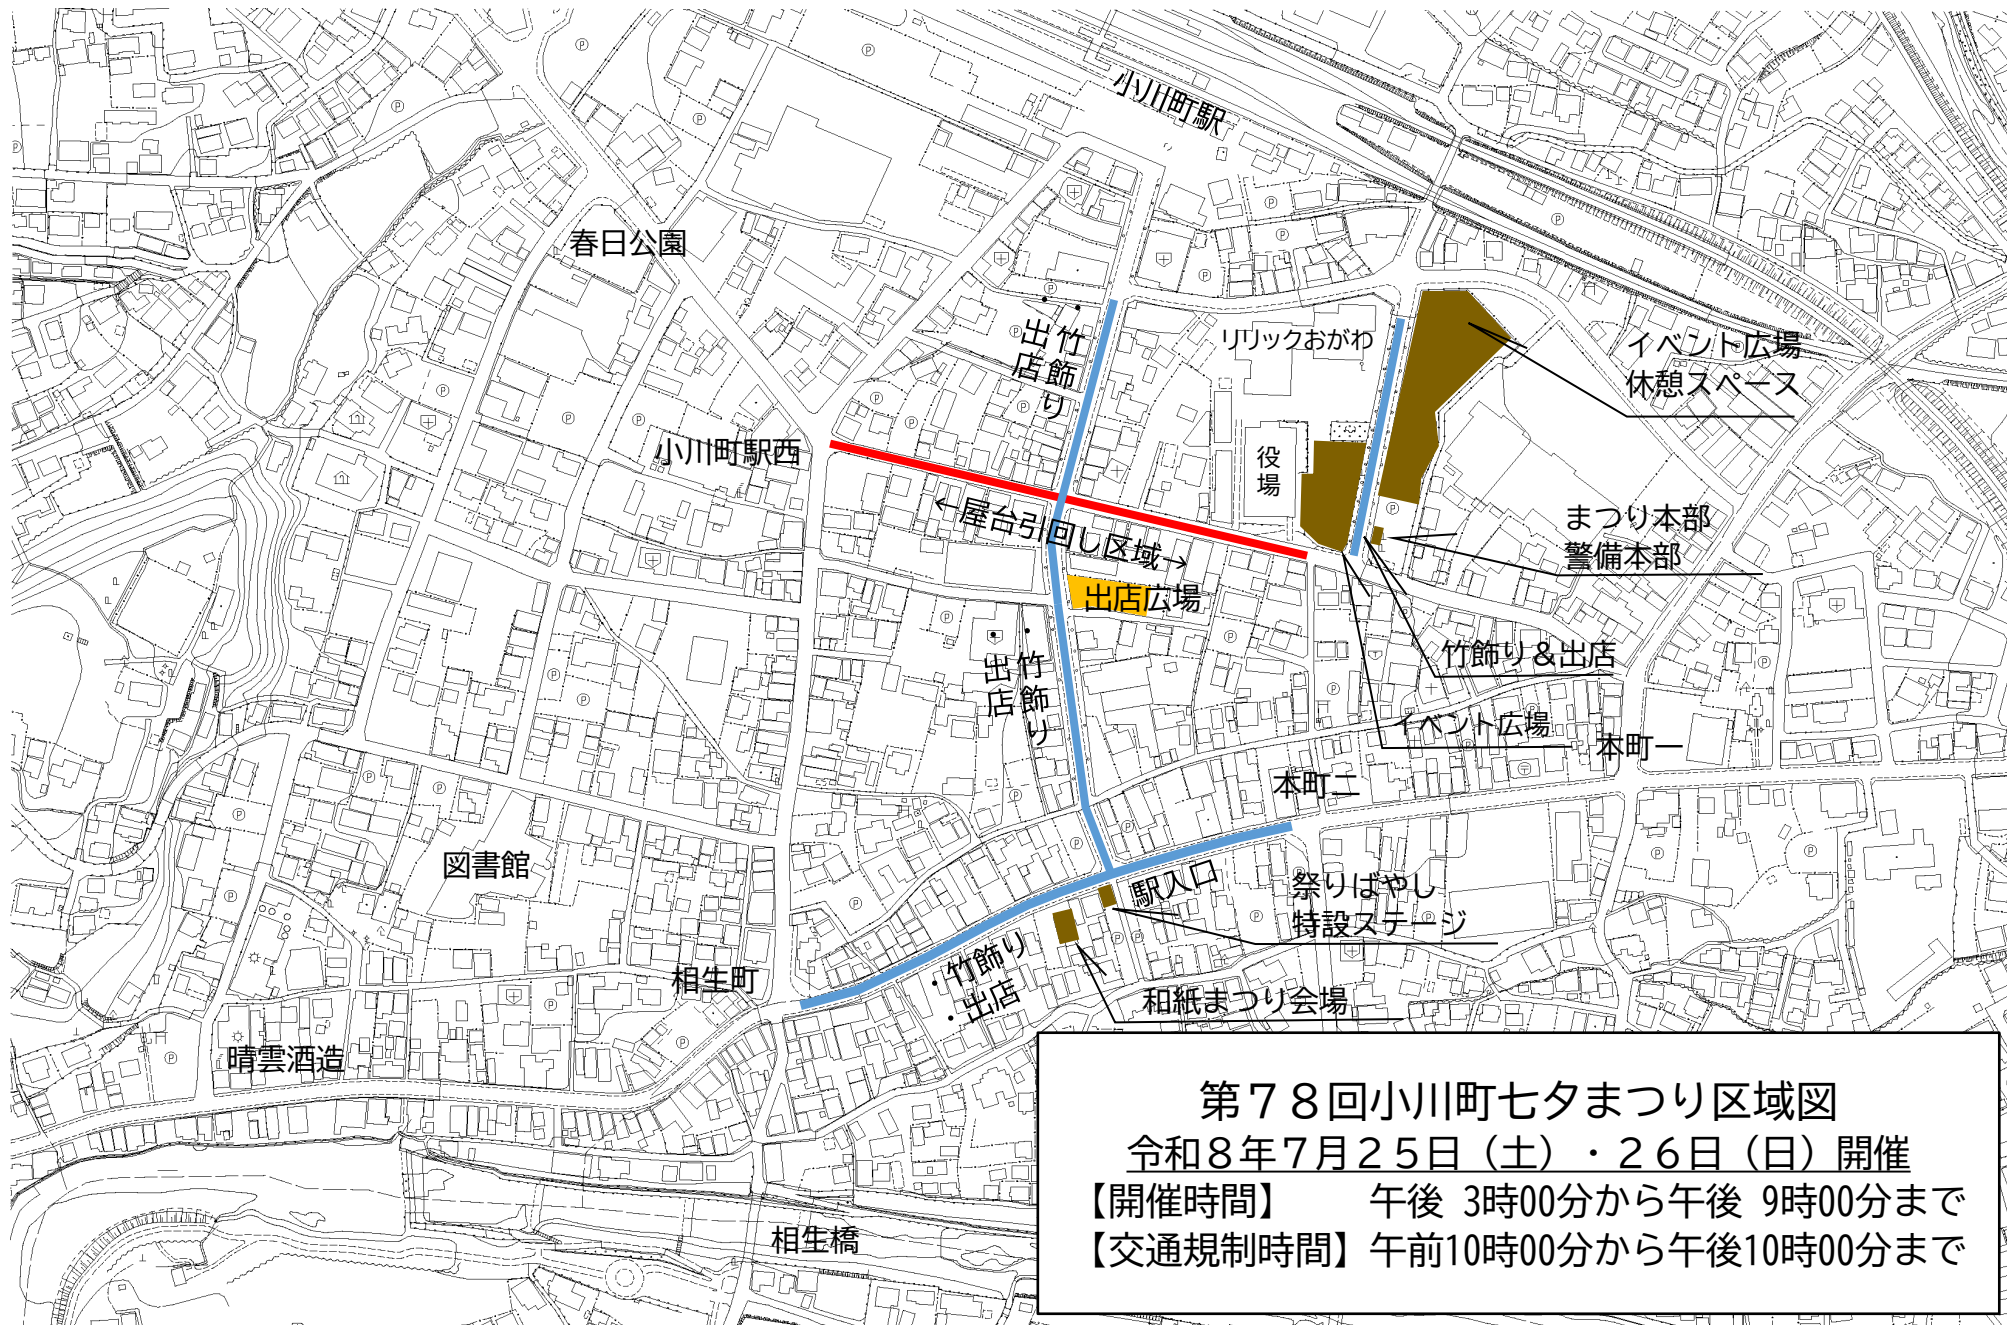 小川町駅
春日公園
出店
竹飾り
リリックおがわ
イベント広場
休憩スペース
小川町駅西
役場
←屋台引回し区域→
まつり本部
警備本部
出店広場
竹飾り＆出店
出店
竹飾り
イベント広場
本町一
本町二
図書館
駅入口
祭りばやし
特設ステージ
・竹飾り
・出店
相生町
和紙まつり会場
晴雲酒造
相生橋
第７８回小川町七夕まつり区域図
令和８年７月２５日（土）・２６日（日）開催
【開催時間】　　午後 3時00分から午後 9時00分まで
【交通規制時間】午前10時00分から午後10時00分まで